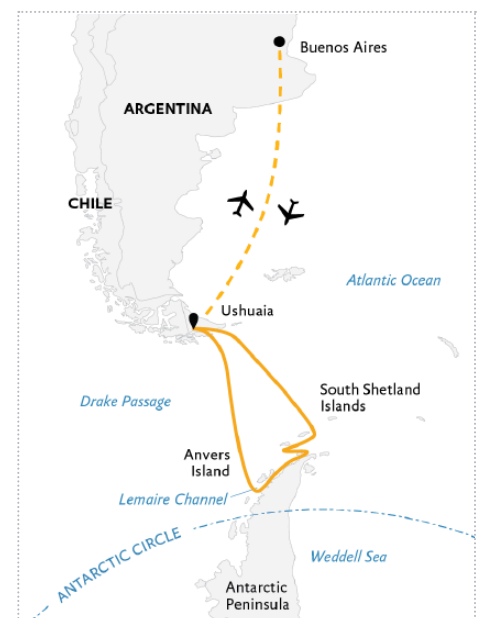 Buenos Aires
ARGENTINA
CHILE
Atlantic Ocean
Ushuaia
South Shetland
Islands
Drake Passage
Anvers
Island
Lemaire Channel
ANTARCTIC CIRCLE
Weddell Sea
Antarctic
Peninsula